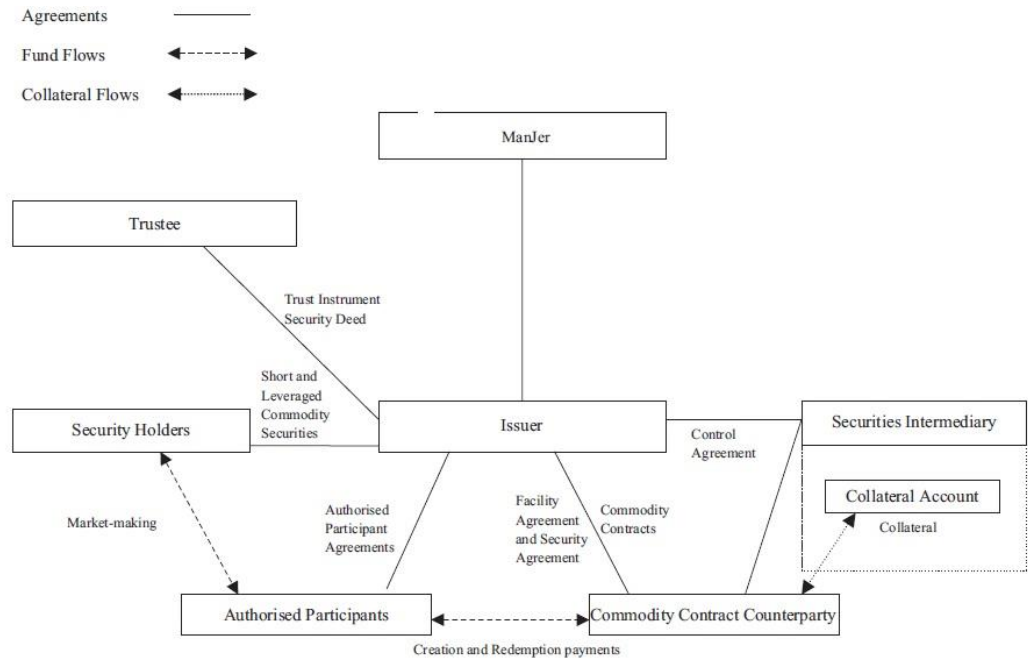 Agreements
Fund Flows
Collateral Flows
ManJer
Trustee
Trust Instrument
Security Deed
Short and
Leveraged
Commodity
Securities
Security Holders
Issuer
Control
Agreement
Securities Intermediary
Collateral Account
Collateral
Market-making
Authorised
Participant
Agreements
Facility
Agreement
and Security
Agreement
Commodity
Contracts
Authorised Participants
Commodity Contract Counterparty
Creation and Redemption payments